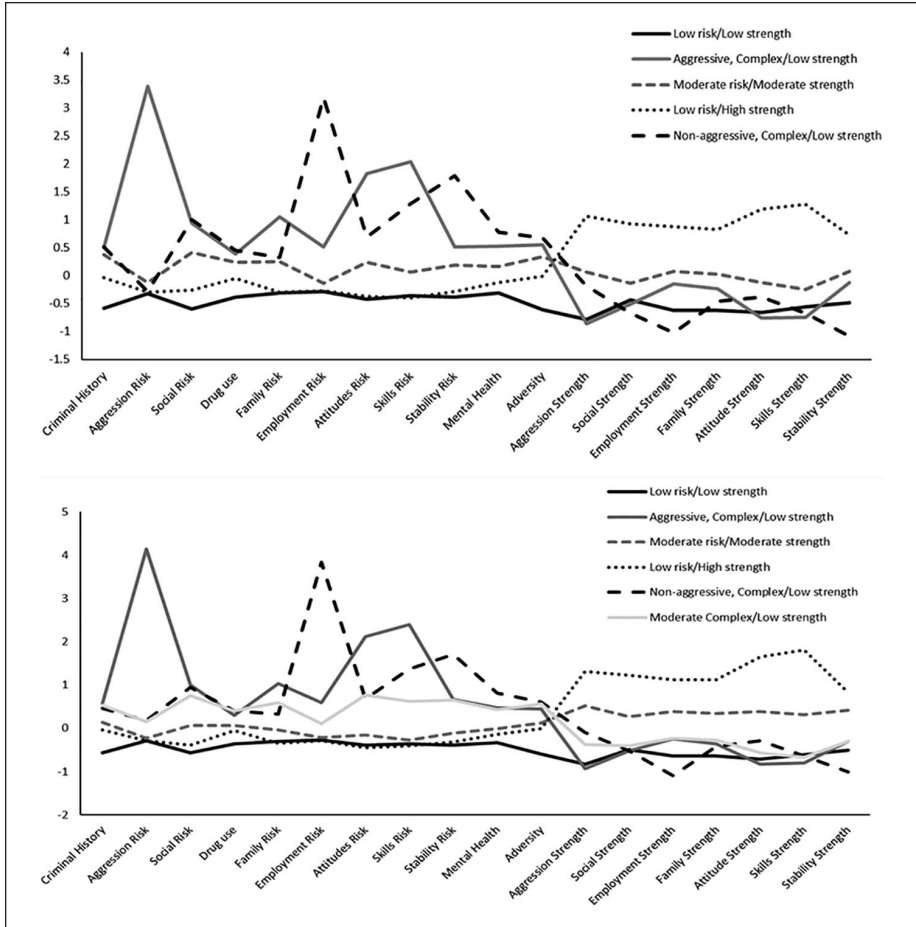 Low risk/Low strength
Aggressive, Complex/Low strength
Moderate risk/Moderate strength
Low risk/High strength
Non-aggressive, Complex/Low strength
4
3.5
3
2.5
2
1.5
1
0.5
0
-0.5
-1
-1.5
Criminal History
Aggression Risk
Social Risk
Drug use
Family Risk
Employment Risk
Attitudes Risk
Skills Risk
Stability Risk
Mental Health
Adversity
Aggression Strength
Social Strength
Employment Strength
Family Strength
Attitude Strength
Skills Strength
Stability Strength
Low risk/Low strength
Aggressive, Complex/Low strength
Moderate risk/Moderate strength
Low risk/High strength
Non-aggressive, Complex/Low strength
Moderate Complex/Low strength
5
4
3
2
1
0
-1
-2
Criminal History
Aggression Risk
Social Risk
Drug use
Family Risk
Employment Risk
Attitudes Risk
Skills Risk
Stability Risk
Mental Health
Adversity
Aggression Strength
Social Strength
Employment Strength
Family Strength
Attitude Strength
Skills Strength
Stability Strength